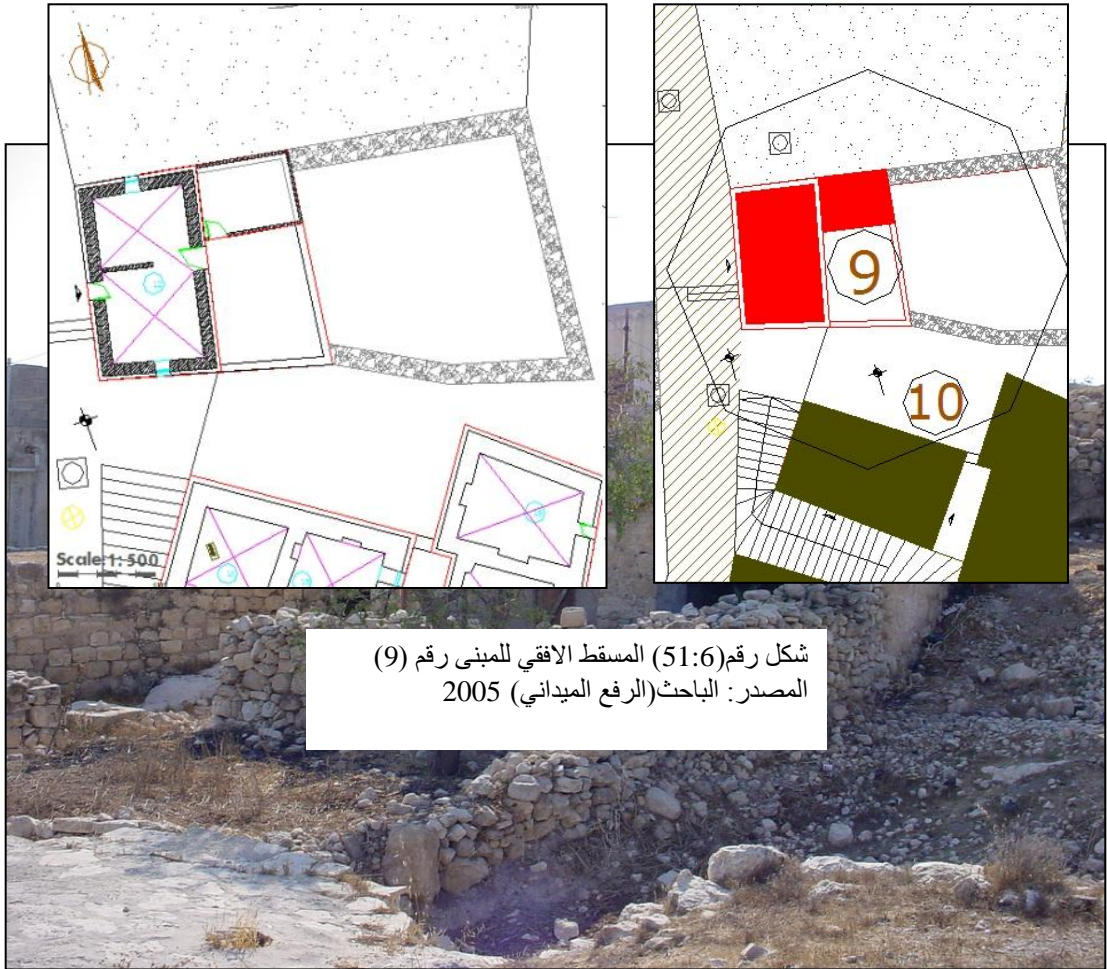 Scale:1: 500
9
10
شكل رقم(51:6) المسقط الافقي للمبنى رقم (9)
المصدر: الباحث(الرفع الميداني) 2005